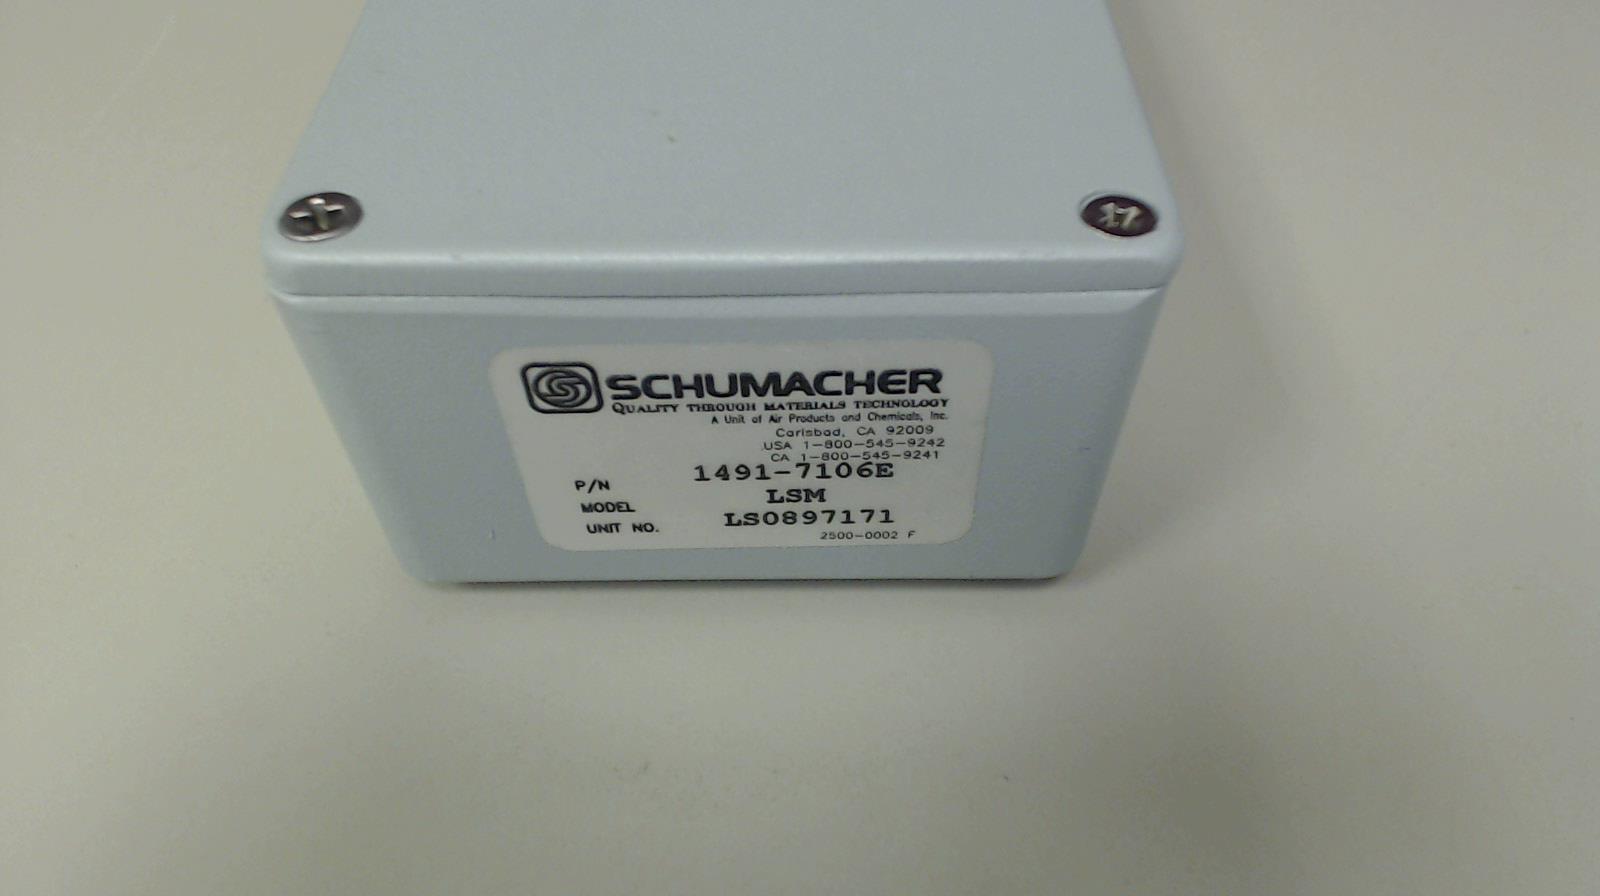 SCHUMACHER
QUALITY THROUGH MATERIALS TECHNOLOGY
A Unit of Air Products and Chemicals, Inc.
Carlsbad, CA 92009
USA 1-800-545-9242
CA 1-800-545-9241
P/N 1491-7106E
MODEL LSM
UNIT NO. LS0897171
2500-0002 F